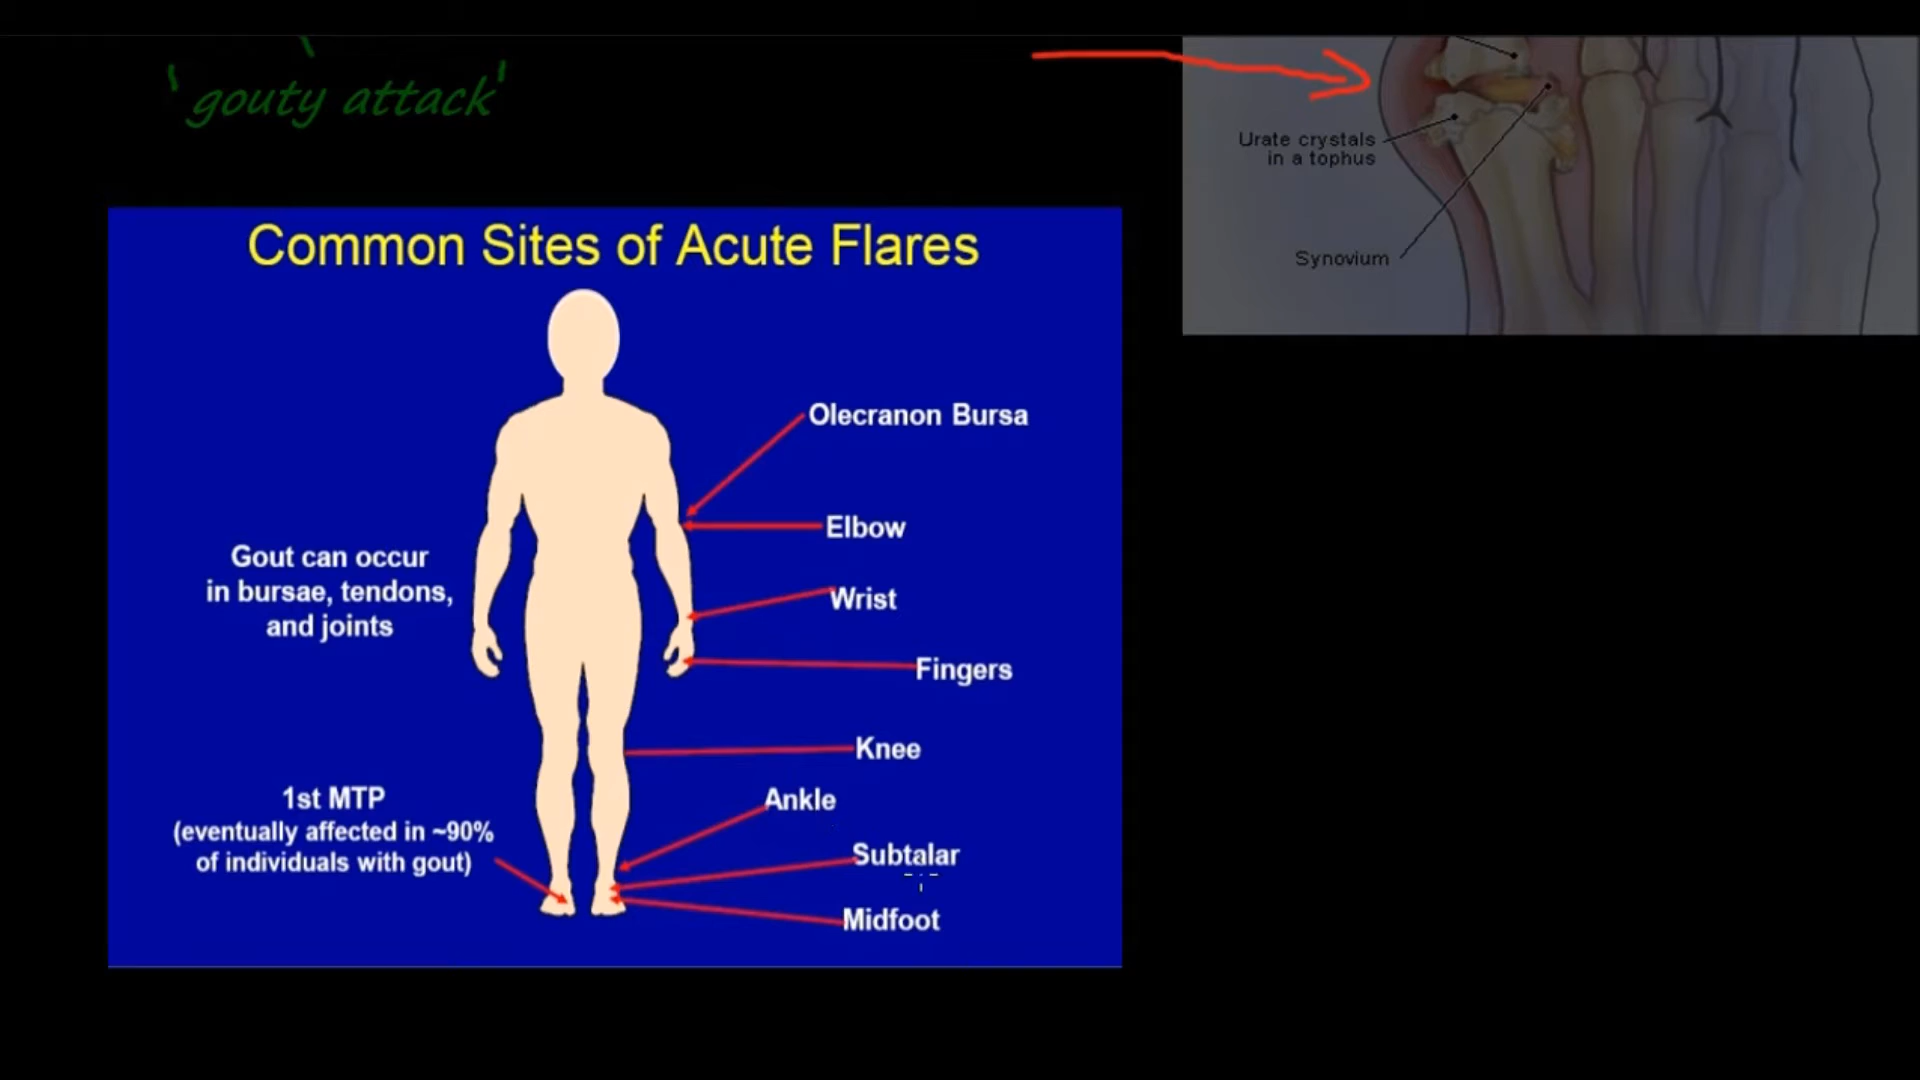 'gouty attack'
Urate crystals
in a tophus
Synovium
Common Sites of Acute Flares
Olecranon Bursa
Elbow
Gout can occur
in bursae, tendons,
and joints
Wrist
Fingers
Knee
1st MTP
(eventually affected in ~90%
of individuals with gout)
Ankle
Subtalar
Midfoot